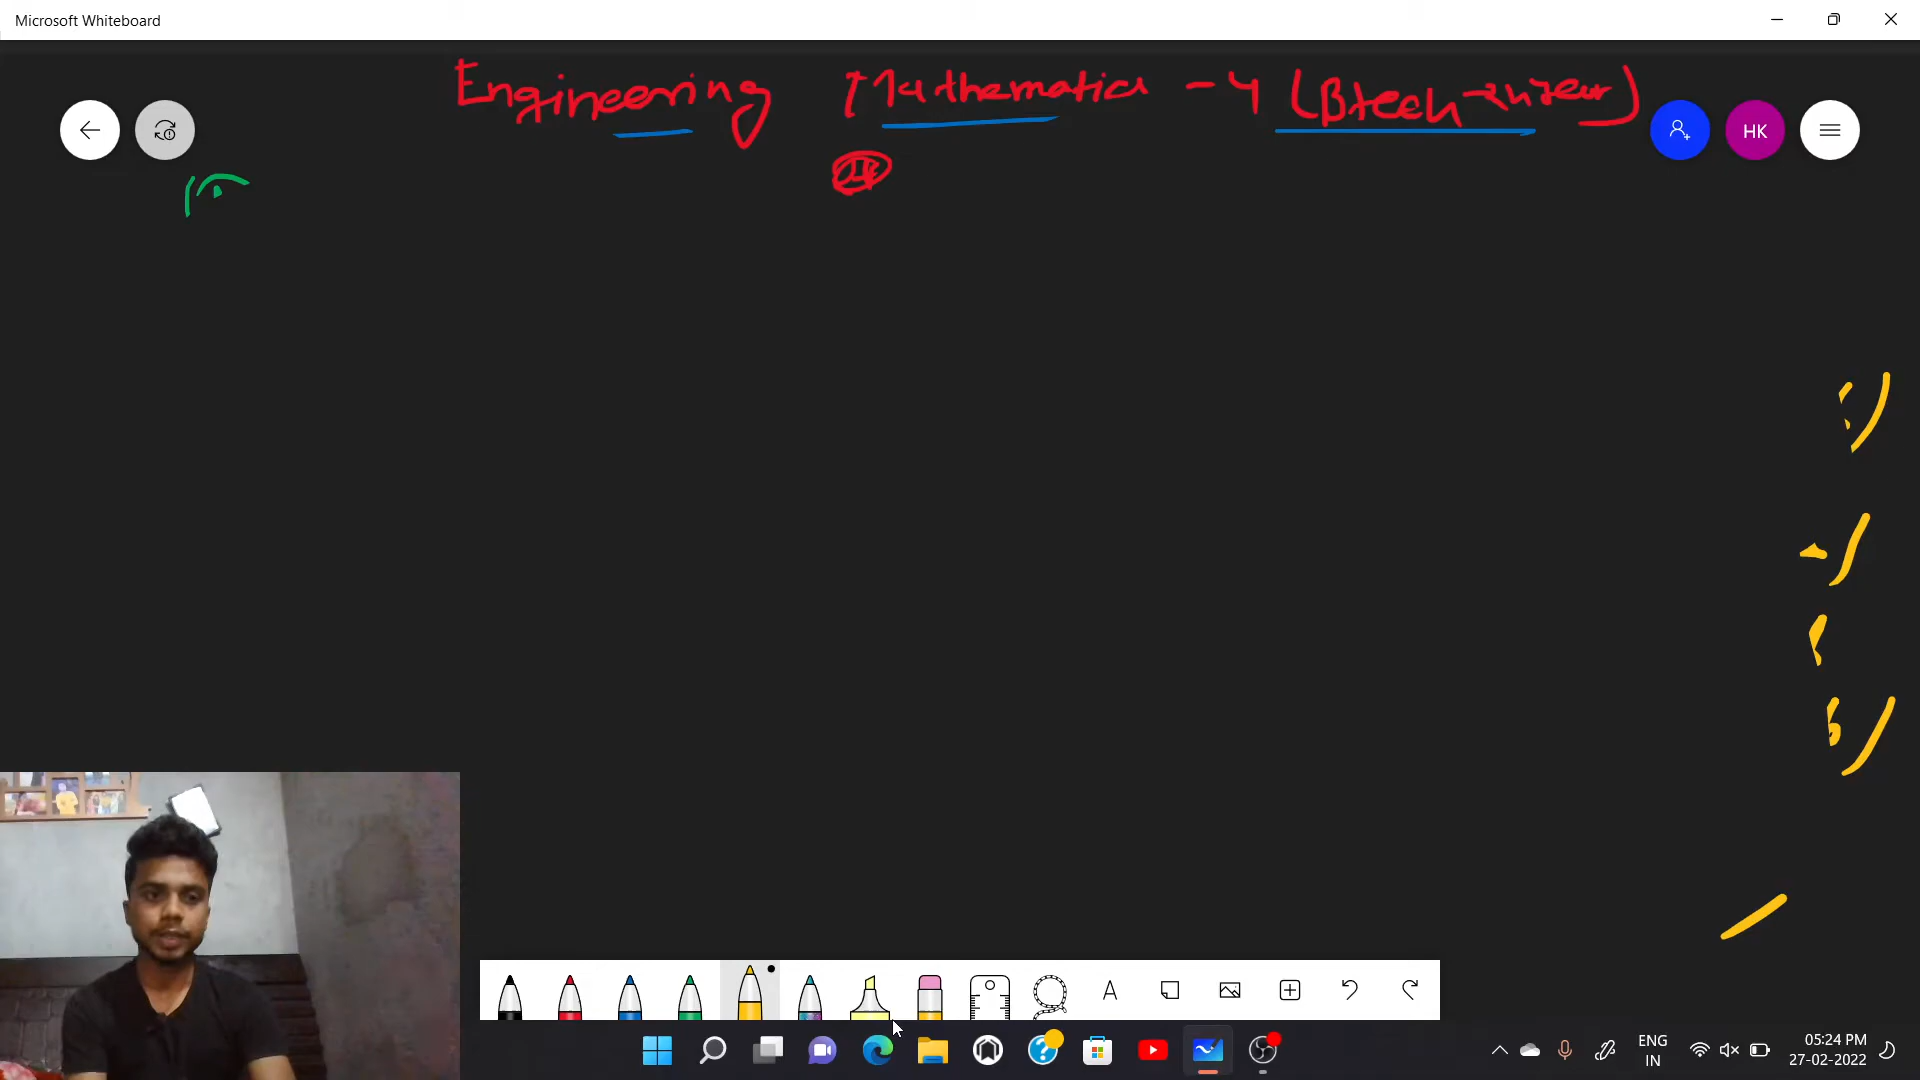 Microsoft Whiteboard
Engineering Mathematics - 4 (Btech - 2nd year)
HK
A
ENG
IN
05:24 PM
27-02-2022